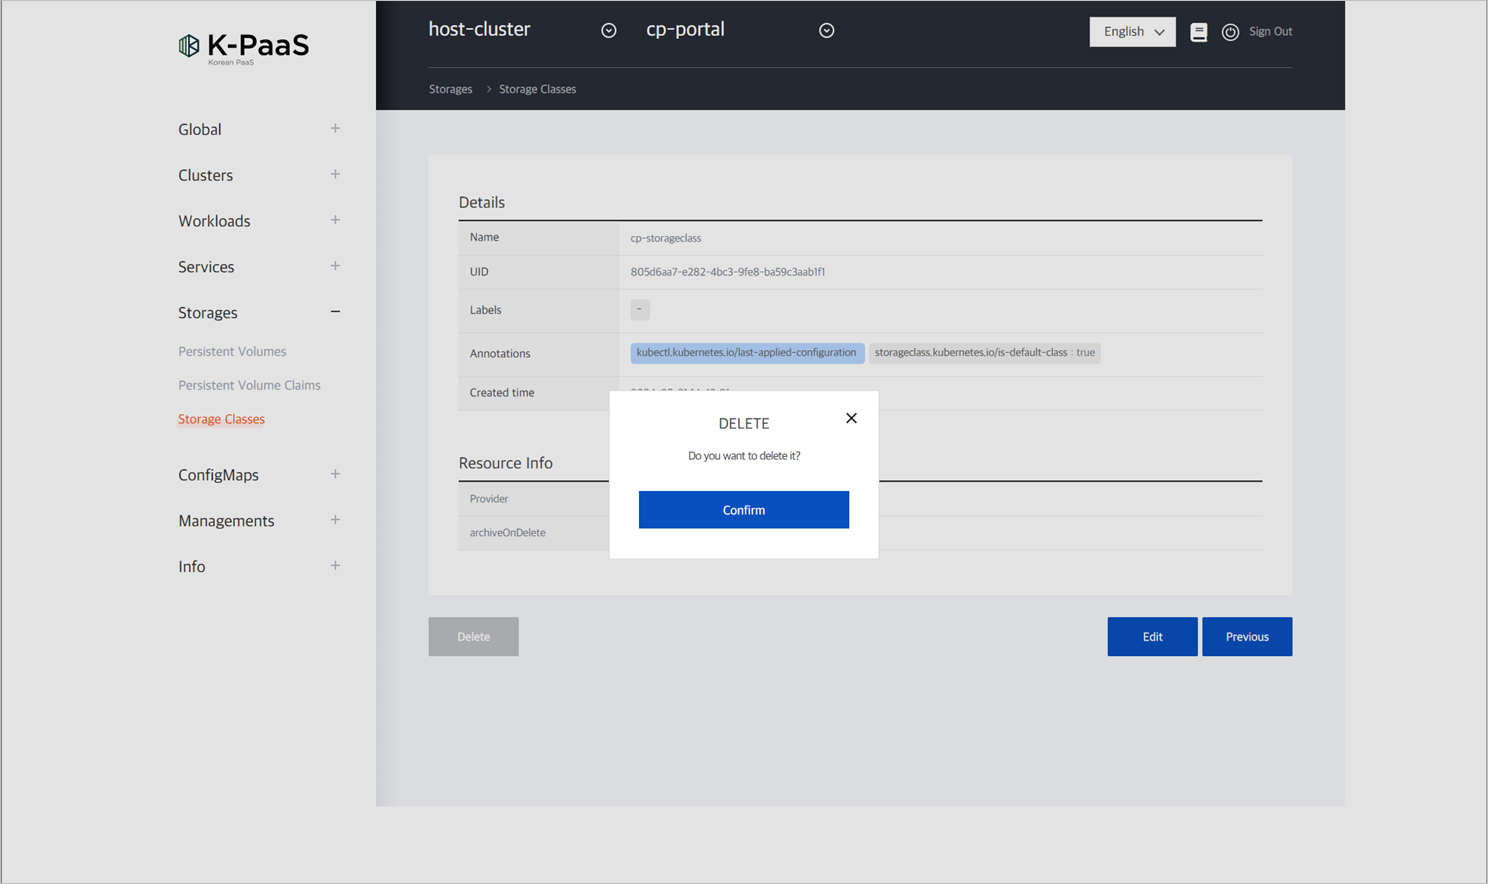 K-PaaS
Korean PaaS
host-cluster
cp-portal
English
Sign Out
Storages > Storage Classes
Global
Clusters
Workloads
Services
Storages
Persistent Volumes
Persistent Volume Claims
Storage Classes
ConfigMaps
Managements
Info
Details
Name cp-storageclass
UID 805d6aa7-e282-4bc3-9fe8-ba59c3aab1f1
Labels -
Annotations kubectl.kubernetes.io/last-applied-configuration storageclass.kubernetes.io/is-default-class : true
Created time
Resource Info
Provider
archiveOnDelete
DELETE
Do you want to delete it?
Confirm
Delete
Edit
Previous